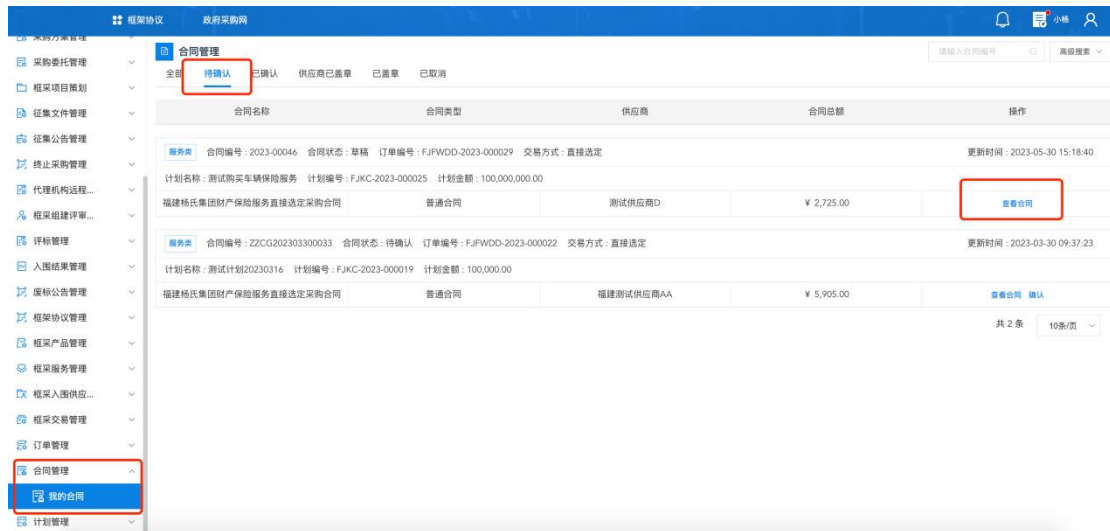 框架协议 政府采购网 小杨
采购方案管理
采购委托管理
框采项目策划
征集文件管理
征集公告管理
终止采购管理
代理机构远程...
框采组建评审...
评标管理
入围结果管理
废标公告管理
框架协议管理
框采产品管理
框采服务管理
框采入围供应...
框采交易管理
订单管理
合同管理
我的合同
计划管理
合同管理 请输入合同编号 高级搜索
全部 待确认 已确认 供应商已盖章 已盖章 已取消
合同名称 合同类型 供应商 合同总额 操作
服务类 合同编号：2023-00046 合同状态：草稿 订单编号：FJFWDD-2023-000029 交易方式：直接选定 更新时间：2023-05-30 15:18:40
计划名称：测试购买车辆保险服务 计划编号：FJKC-2023-000025 计划金额：100,000,000.00
福建杨氏集团财产保险服务直接选定采购合同 普通合同 测试供应商D ¥ 2,725.00 查看合同
服务类 合同编号：ZZCG202303300033 合同状态：待确认 订单编号：FJFWDD-2023-000022 交易方式：直接选定 更新时间：2023-03-30 09:37:23
计划名称：测试计划20230316 计划编号：FJKC-2023-000019 计划金额：100,000.00
福建杨氏集团财产保险服务直接选定采购合同 普通合同 福建测试供应商AA ¥ 5,905.00 查看合同 确认
共 2 条 10条/页